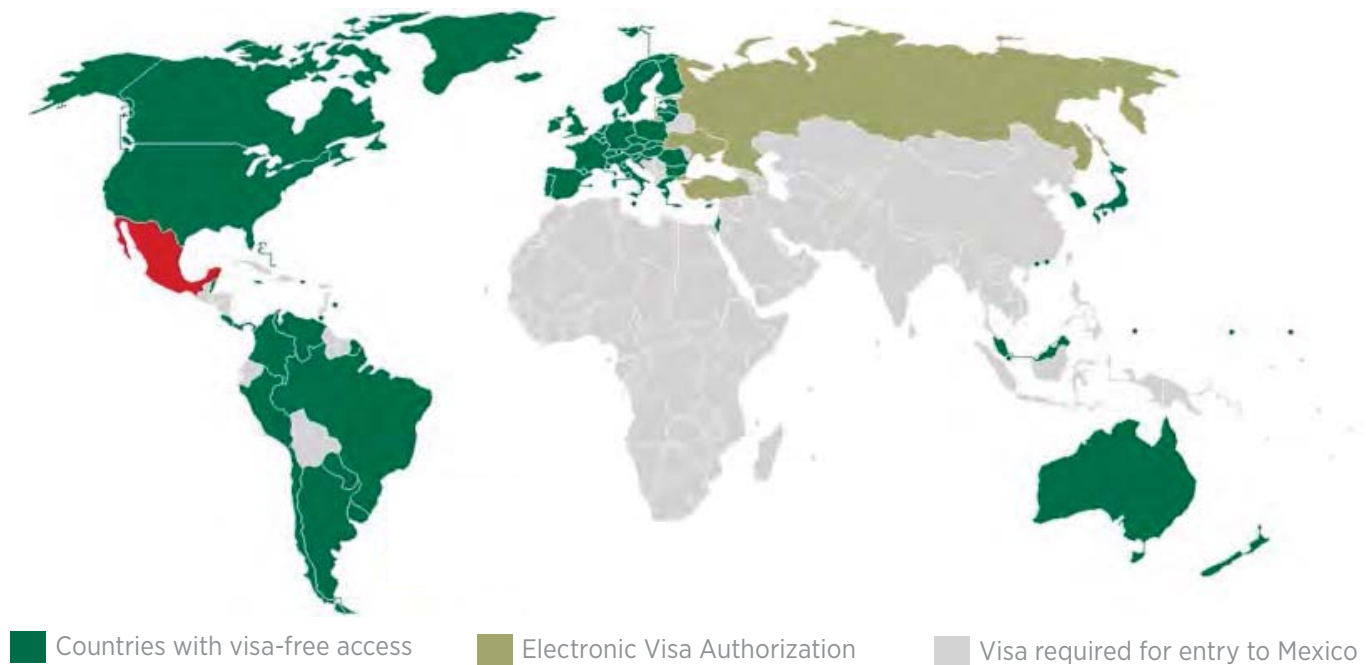 Countries with visa-free access
Electronic Visa Authorization
Visa required for entry to Mexico